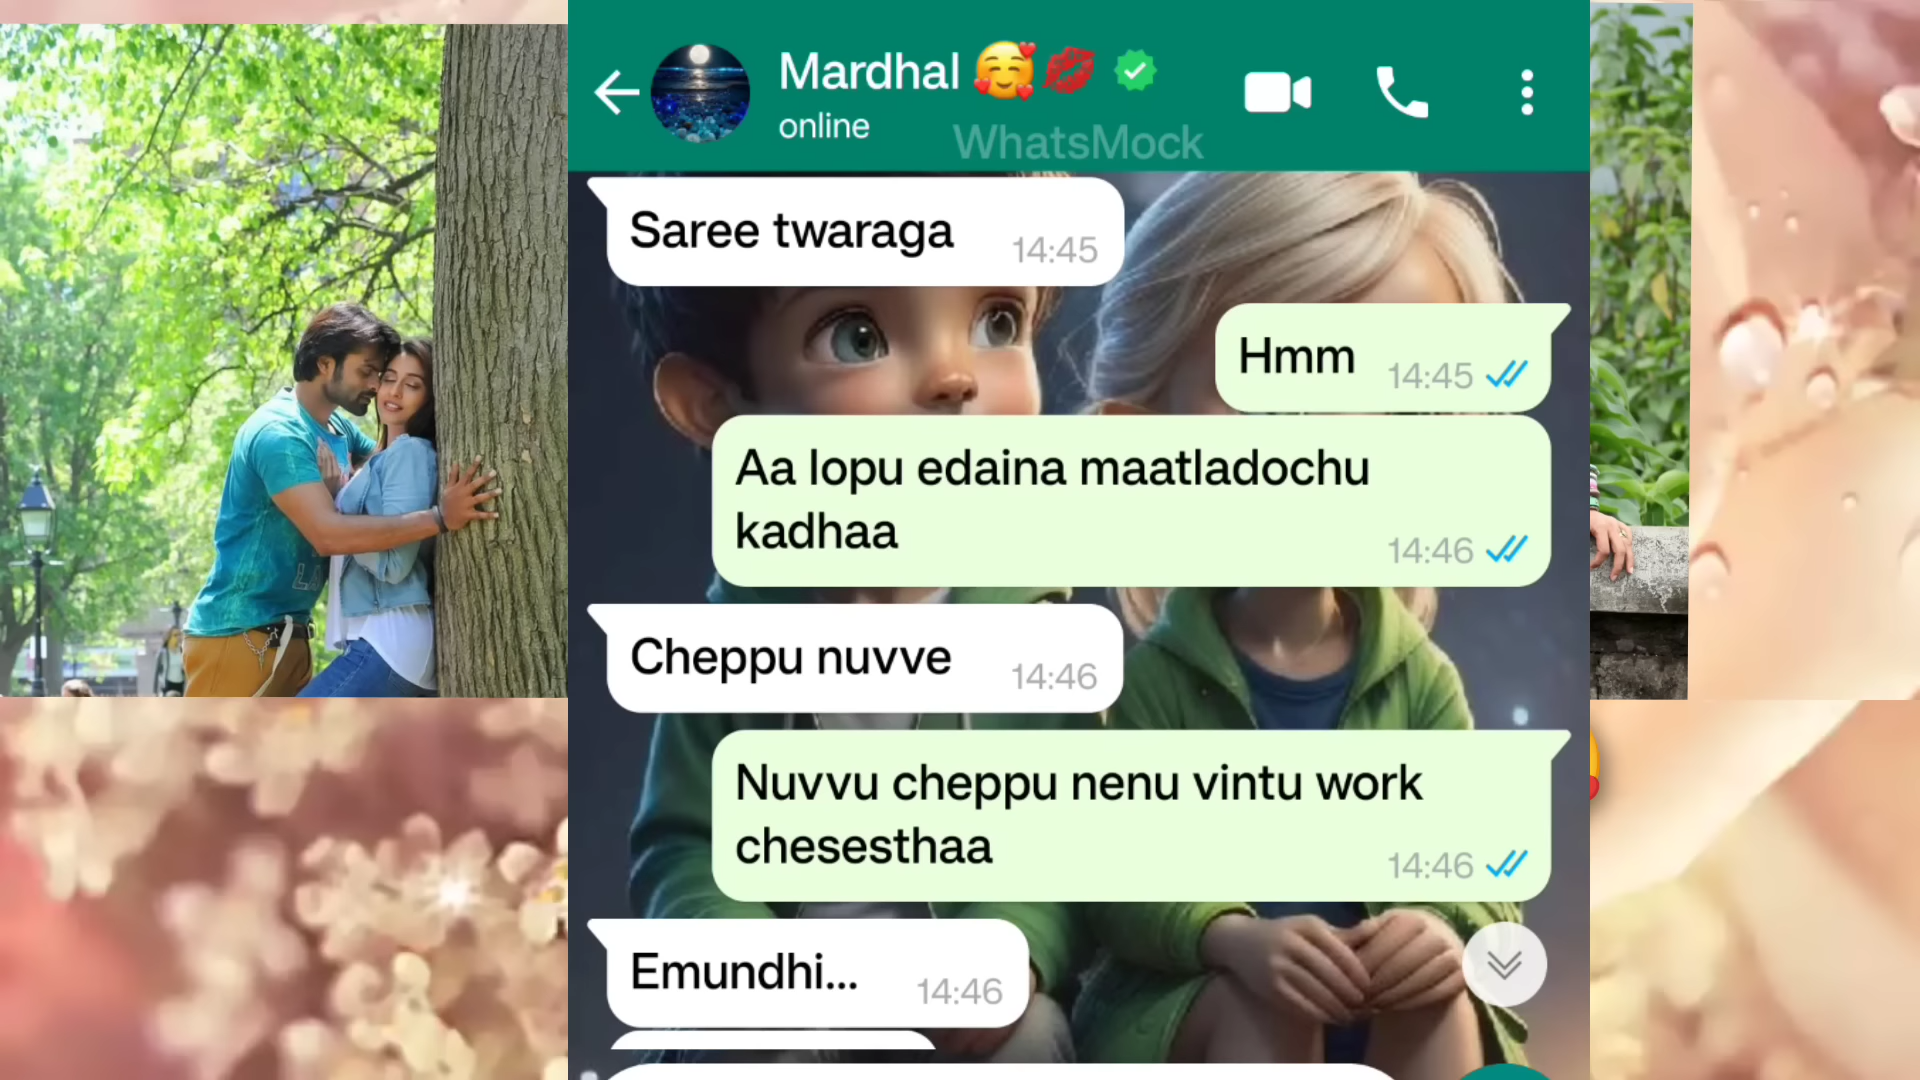 Mardhal 🥰💋
online
WhatsMock
Saree twaraga
14:45
Hmm
14:45
Aa lopu edaina maatladochu
kadhaa
14:46
Cheppu nuvve
14:46
Nuvvu cheppu nenu vintu work
chesesthaa
14:46
Emundhi...
14:46